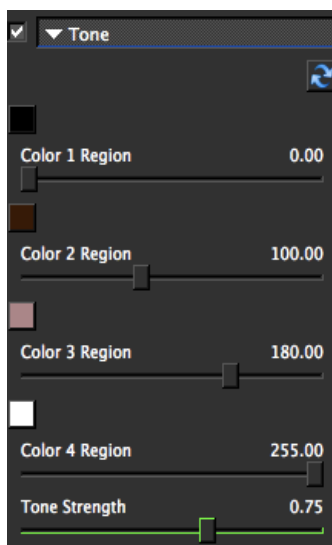 Tone
Color 1 Region 0.00
Color 2 Region 100.00
Color 3 Region 180.00
Color 4 Region 255.00
Tone Strength 0.75